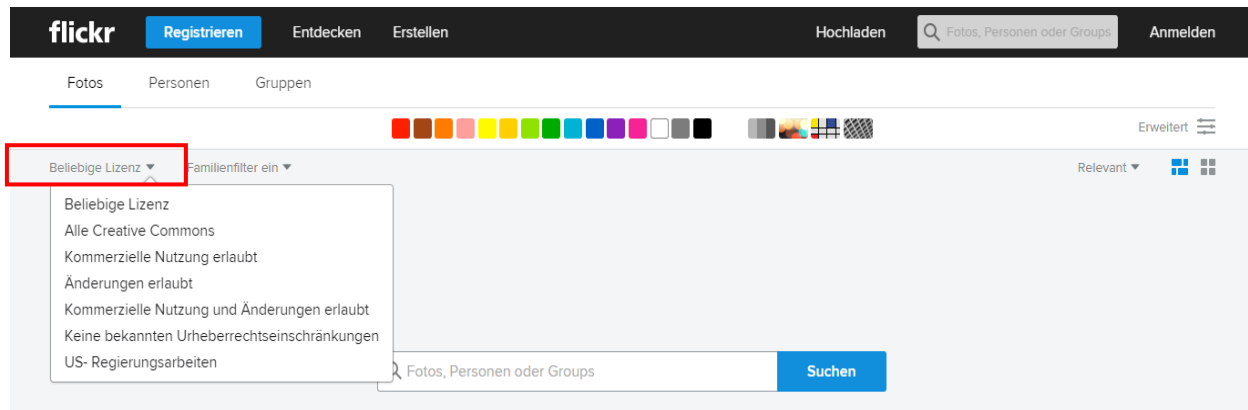 flickr Registrieren Entdecken Erstellen Hochladen Fotos, Personen oder Groups Anmelden
Fotos Personen Gruppen
Erweitert
Beliebige Lizenz Familienfilter ein Relevant
Beliebige Lizenz
Alle Creative Commons
Kommerzielle Nutzung erlaubt
Änderungen erlaubt
Kommerzielle Nutzung und Änderungen erlaubt
Keine bekannten Urheberrechtseinschränkungen
US- Regierungsarbeiten
Fotos, Personen oder Groups Suchen